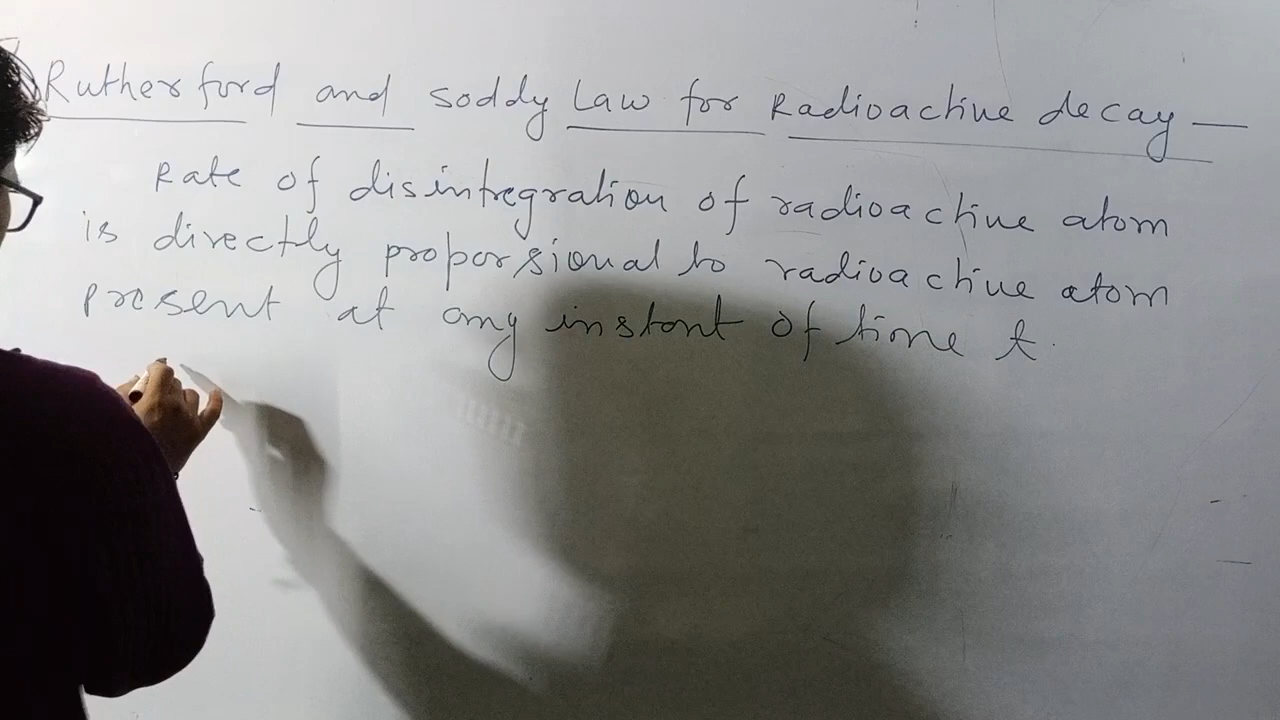 Rutherford and Soddy Law for Radioactive decay —
Rate of disintegration of radioactive atom
is directly proporsional to radioactive atom
present at any instant of time t.